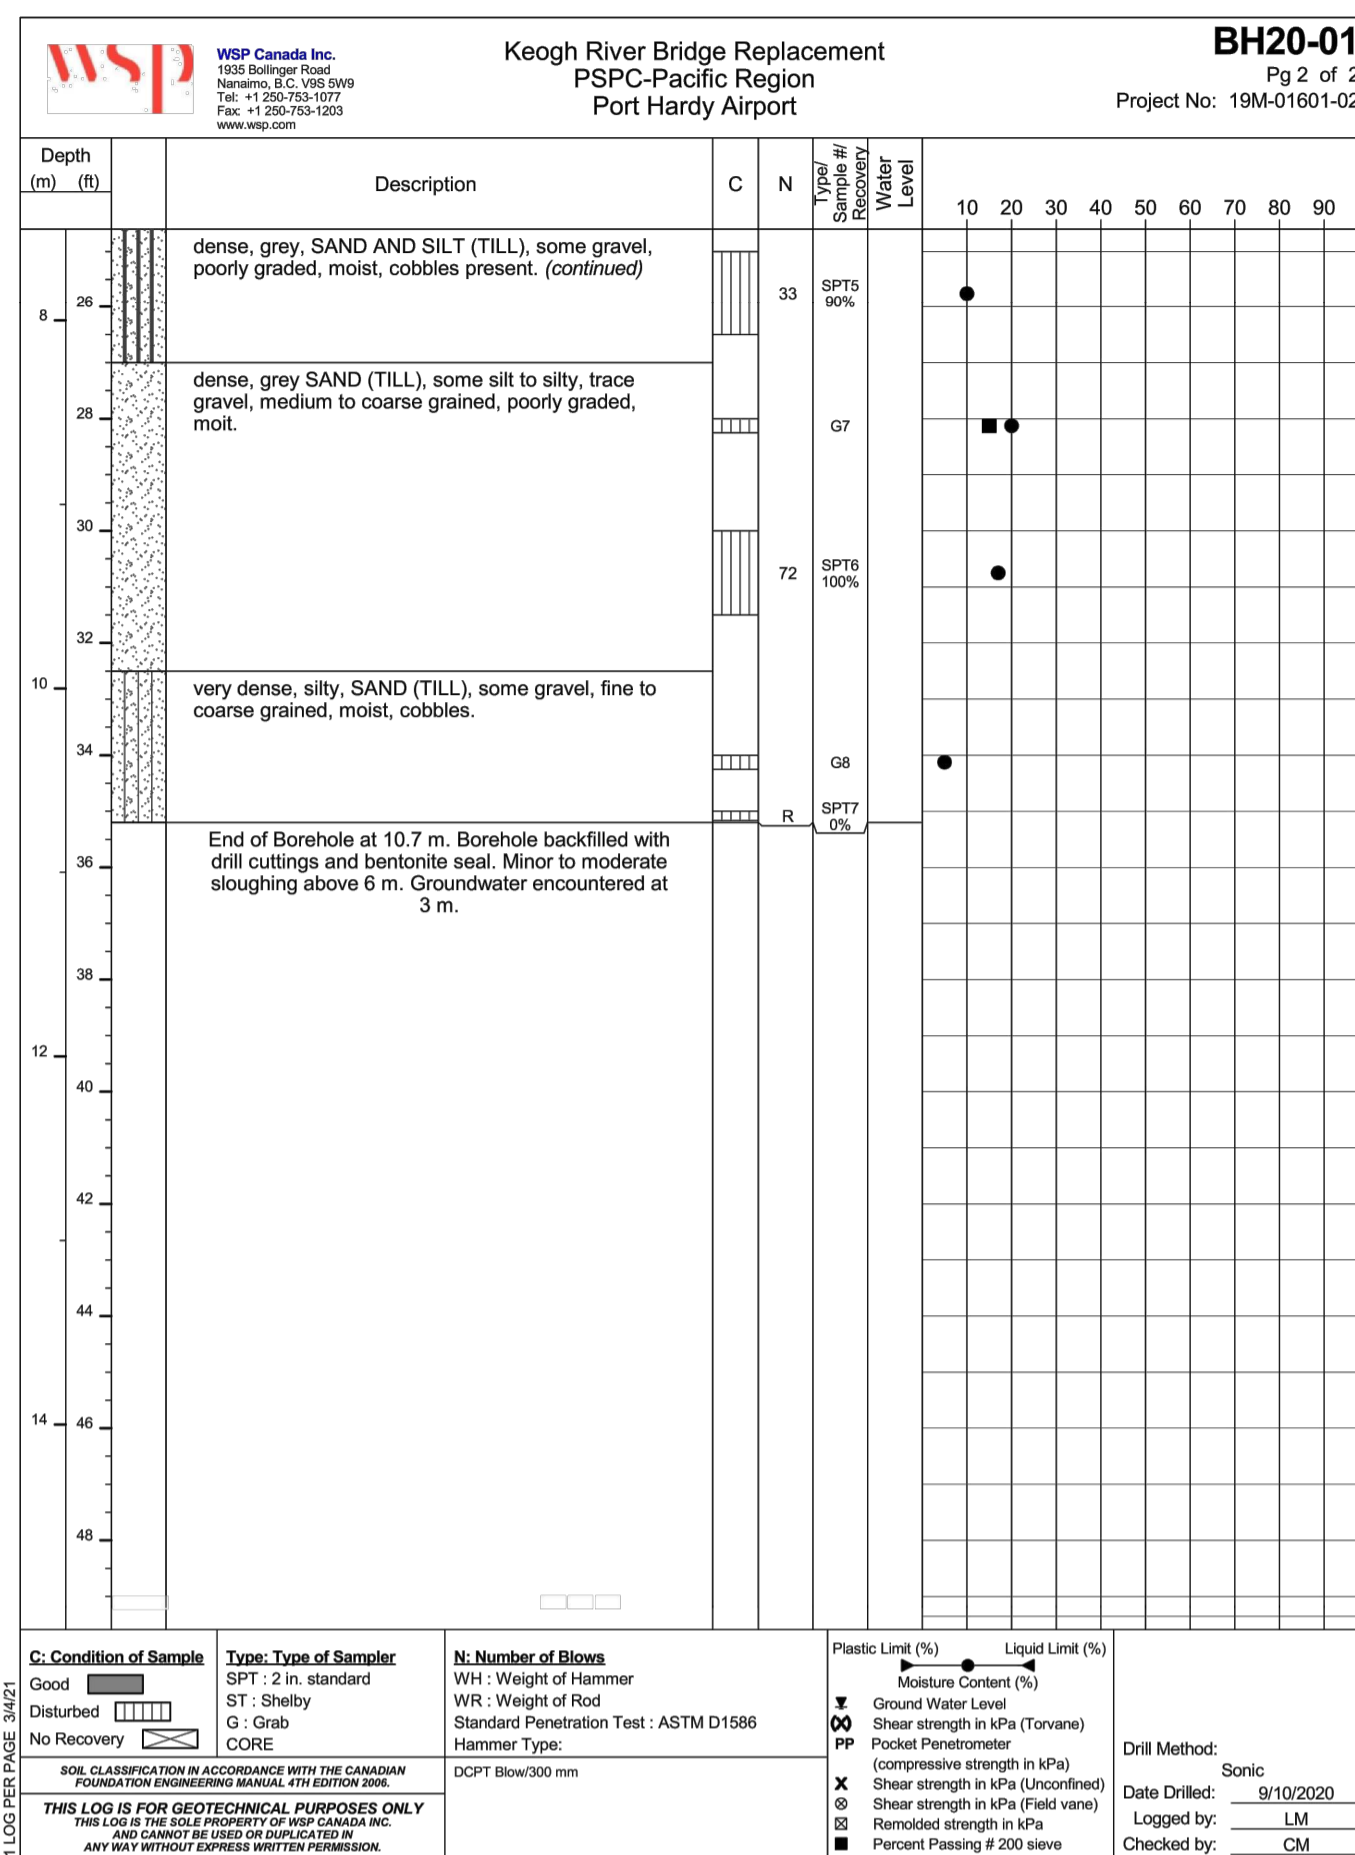 wsp
WSP Canada Inc.
1935 Bollinger Road
Nanaimo, B.C. V9S 5W9
Tel: +1 250-753-1077
Fax: +1 250-753-1203
www.wsp.com
Keogh River Bridge Replacement
PSPC-Pacific Region
Port Hardy Airport
BH20-01
Pg 2 of 2
Project No: 19M-01601-02
Depth
(m) (ft)
Description
C
N
Type/
Sample #/
Recovery
Water
Level
10 20 30 40 50 60 70 80 90
dense, grey, SAND AND SILT (TILL), some gravel,
poorly graded, moist, cobbles present. (continued)
33
SPT5
90%
26
8
dense, grey SAND (TILL), some silt to silty, trace
gravel, medium to coarse grained, poorly graded,
moit.
28
G7
30
72
SPT6
100%
32
10
very dense, silty, SAND (TILL), some gravel, fine to
coarse grained, moist, cobbles.
34
G8
R
SPT7
0%
End of Borehole at 10.7 m. Borehole backfilled with
drill cuttings and bentonite seal. Minor to moderate
sloughing above 6 m. Groundwater encountered at
3 m.
36
38
12
40
42
44
14
46
48
1 LOG PER PAGE 3/4/21
C: Condition of Sample
Good
Disturbed
No Recovery
Type: Type of Sampler
SPT : 2 in. standard
ST : Shelby
G : Grab
CORE
N: Number of Blows
WH : Weight of Hammer
WR : Weight of Rod
Standard Penetration Test : ASTM D1586
Hammer Type:
DCPT Blow/300 mm
SOIL CLASSIFICATION IN ACCORDANCE WITH THE CANADIAN
FOUNDATION ENGINEERING MANUAL 4TH EDITION 2006.
THIS LOG IS FOR GEOTECHNICAL PURPOSES ONLY
THIS LOG IS THE SOLE PROPERTY OF WSP CANADA INC.
AND CANNOT BE USED OR DUPLICATED IN
ANY WAY WITHOUT EXPRESS WRITTEN PERMISSION.
Plastic Limit (%) Liquid Limit (%)
Moisture Content (%)
Ground Water Level
Shear strength in kPa (Torvane)
PP Pocket Penetrometer
(compressive strength in kPa)
Shear strength in kPa (Unconfined)
Shear strength in kPa (Field vane)
Remolded strength in kPa
Percent Passing # 200 sieve
Drill Method:
Sonic
Date Drilled: 9/10/2020
Logged by: LM
Checked by: CM